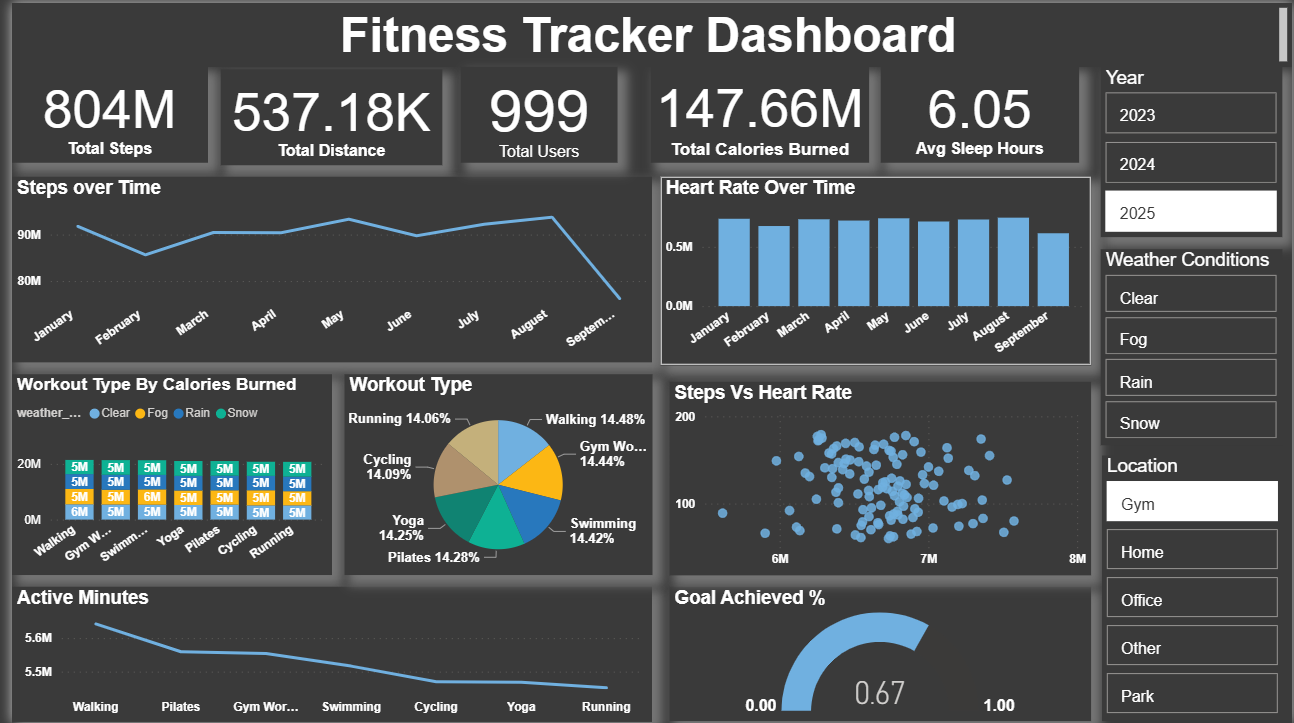 Fitness Tracker Dashboard
804M
Total Steps
537.18K
Total Distance
999
Total Users
147.66M
Total Calories Burned
6.05
Avg Sleep Hours
Year
2023
2024
2025
Steps over Time
90M
80M
January
February
March
April
May
June
July
August
Septem...
Heart Rate Over Time
0.5M
0.0M
January
February
March
April
May
June
July
August
September
Weather Conditions
Clear
Fog
Rain
Snow
Workout Type By Calories Burned
weather_... Clear Fog Rain Snow
20M
0M
5M 5M 5M 5M 5M 5M 5M
5M 5M 5M 5M 5M 5M 5M
5M 5M 6M 5M 5M 5M 5M
6M 5M 5M 5M 5M 5M 5M
Walking
Gym W...
Swimm...
Yoga
Pilates
Cycling
Running
Workout Type
Running 14.06%
Walking 14.48%
Gym Wo...
14.44%
Cycling
14.09%
Swimming
14.42%
Yoga
14.25%
Pilates 14.28%
Steps Vs Heart Rate
200
100
6M
7M
8M
Location
Gym
Home
Office
Other
Park
Active Minutes
5.6M
5.5M
Walking
Pilates
Gym Wor...
Swimming
Cycling
Yoga
Running
Goal Achieved %
0.00
0.67
1.00